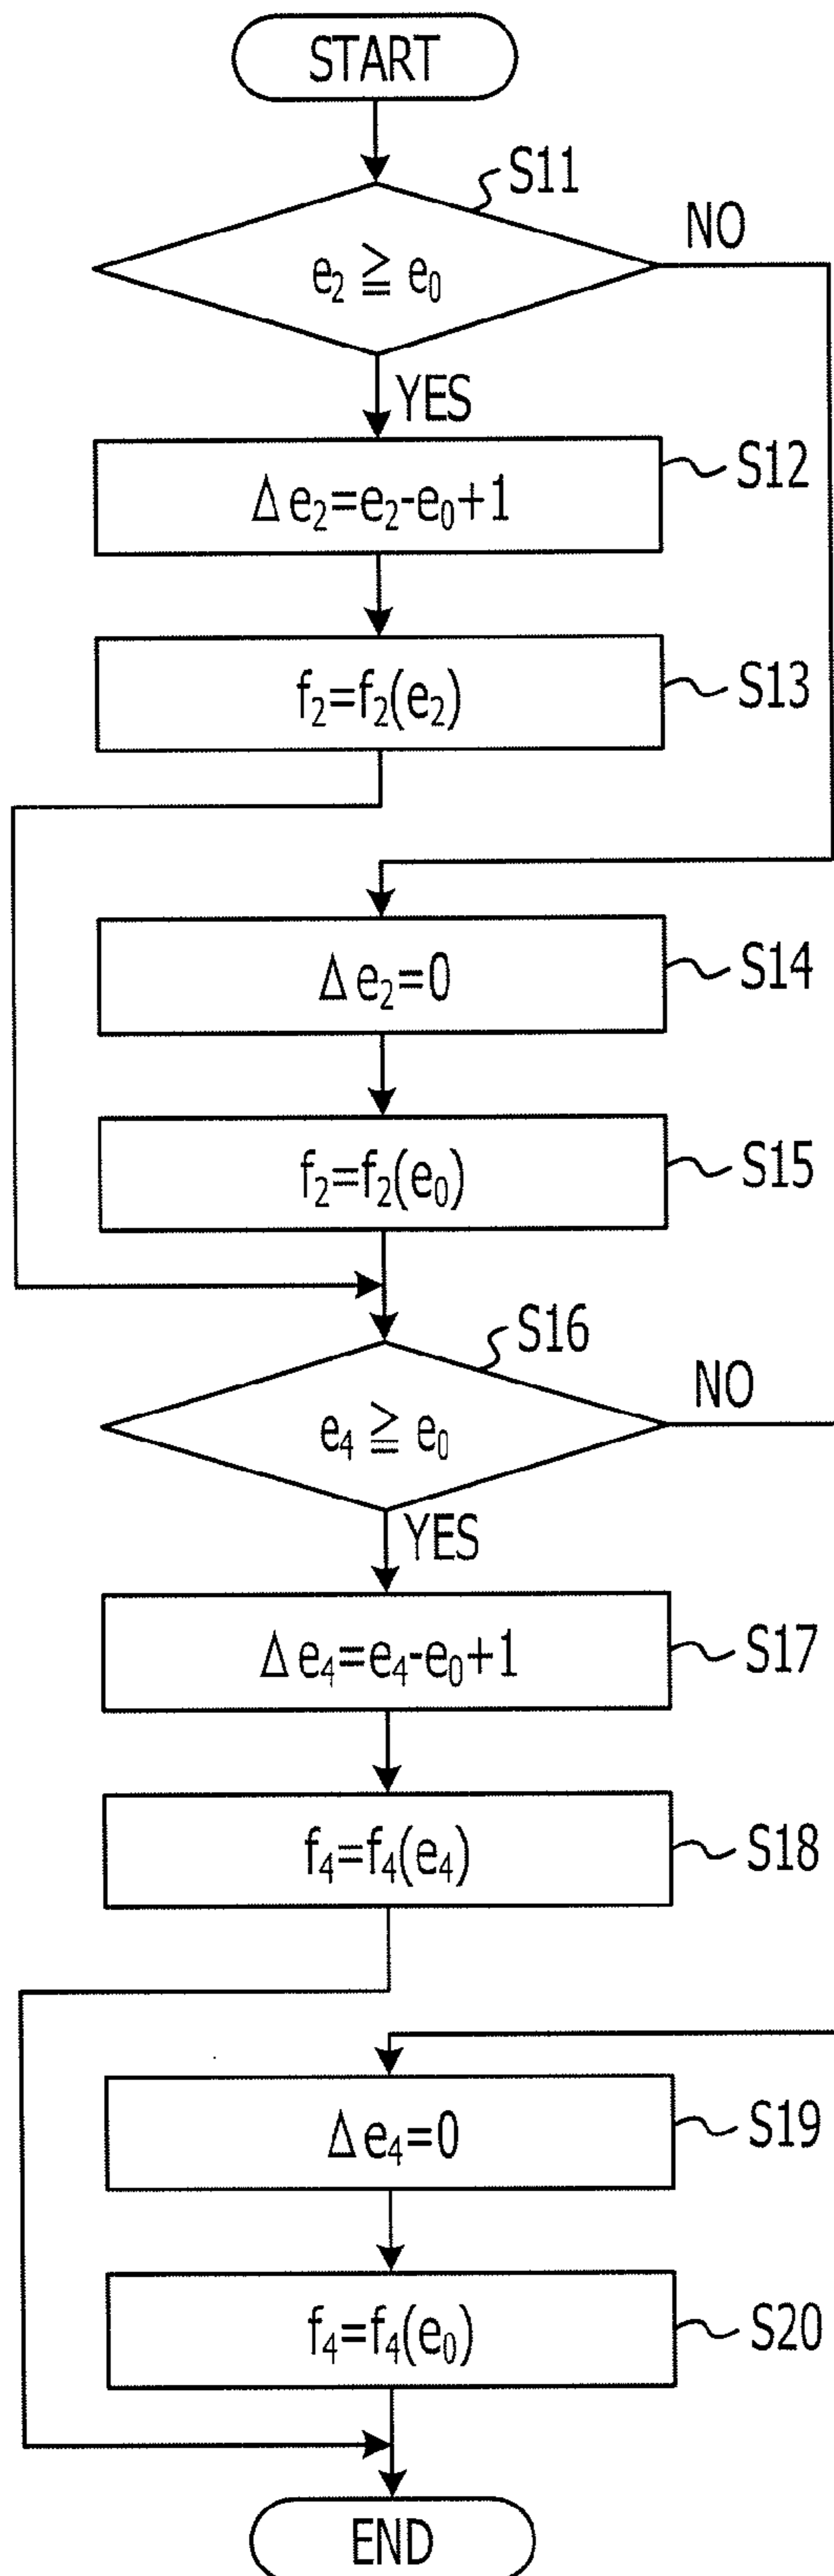 START
S11
e₂ ≧ e₀
NO
YES
Δe₂=e₂-e₀+1
S12
f₂=f₂(e₂)
S13
Δe₂=0
S14
f₂=f₂(e₀)
S15
S16
e₄ ≧ e₀
NO
YES
Δe₄=e₄-e₀+1
S17
f₄=f₄(e₄)
S18
Δe₄=0
S19
f₄=f₄(e₀)
S20
END